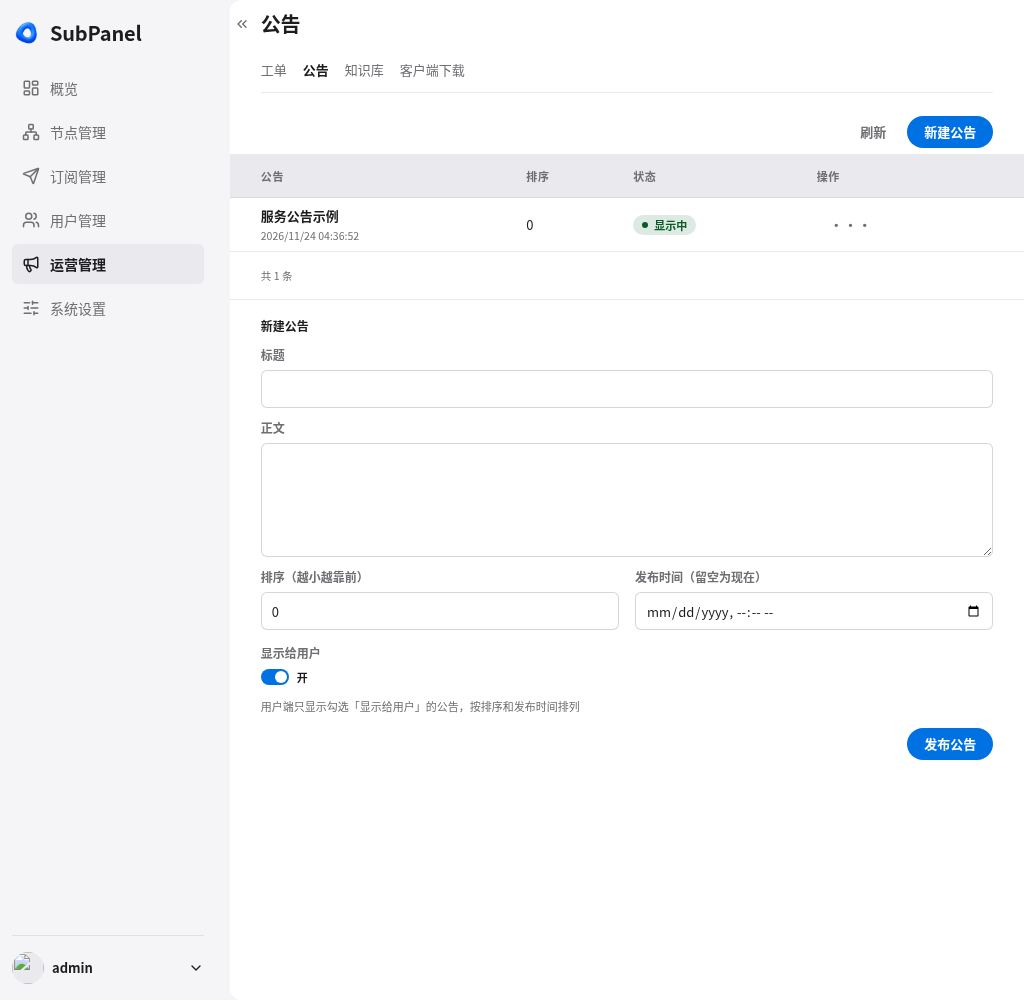 SubPanel
概览
节点管理
订阅管理
用户管理
运营管理
系统设置
admin
公告
工单 公告 知识库 客户端下载
刷新 新建公告
公告 排序 状态 操作
服务公告示例 0 显示中
2026/11/24 04:36:52
共 1 条
新建公告
标题
正文
排序（越小越靠前） 发布时间（留空为现在）
0 mm/dd/yyyy, --:-- --
显示给用户
开
用户端只显示勾选「显示给用户」的公告，按排序和发布时间排列
发布公告